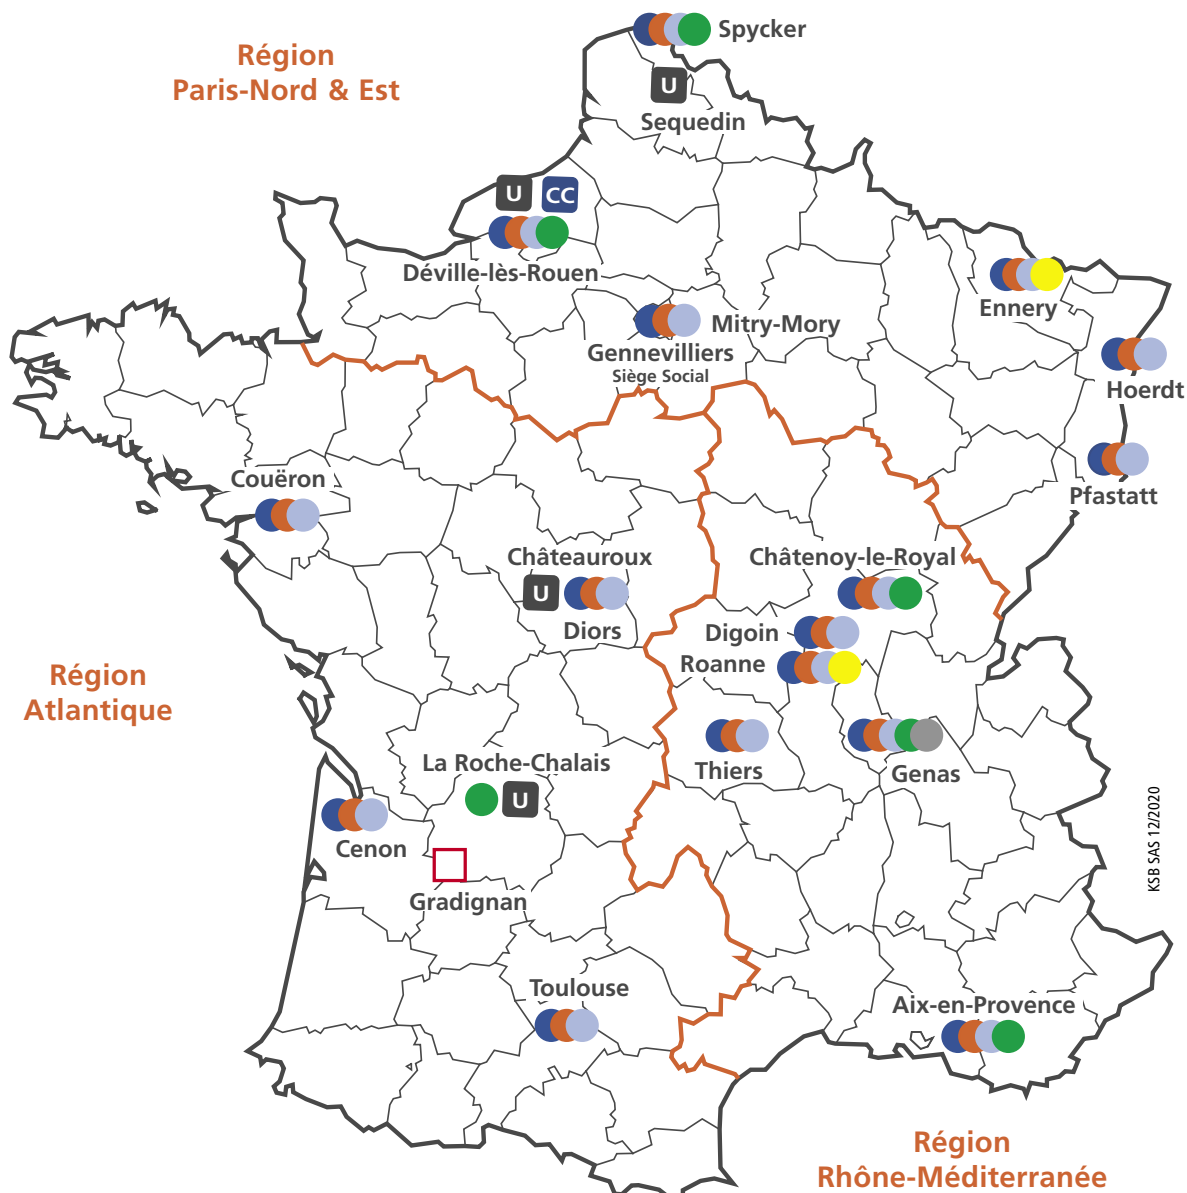 Spycker
Région
Paris-Nord & Est
U
Sequedin
U
CC
Déville-lès-Rouen
Ennery
Mitry-Mory
Gennevilliers
Siège Social
Hoerdt
Couëron
Pfastatt
Châteauroux
Châtenoy-le-Royal
U
Diors
Digoin
Roanne
Région
Atlantique
La Roche-Chalais
Thiers
Genas
U
Cenon
KSB SAS 12/2020
Gradignan
Toulouse
Aix-en-Provence
Région
Rhône-Méditerranée